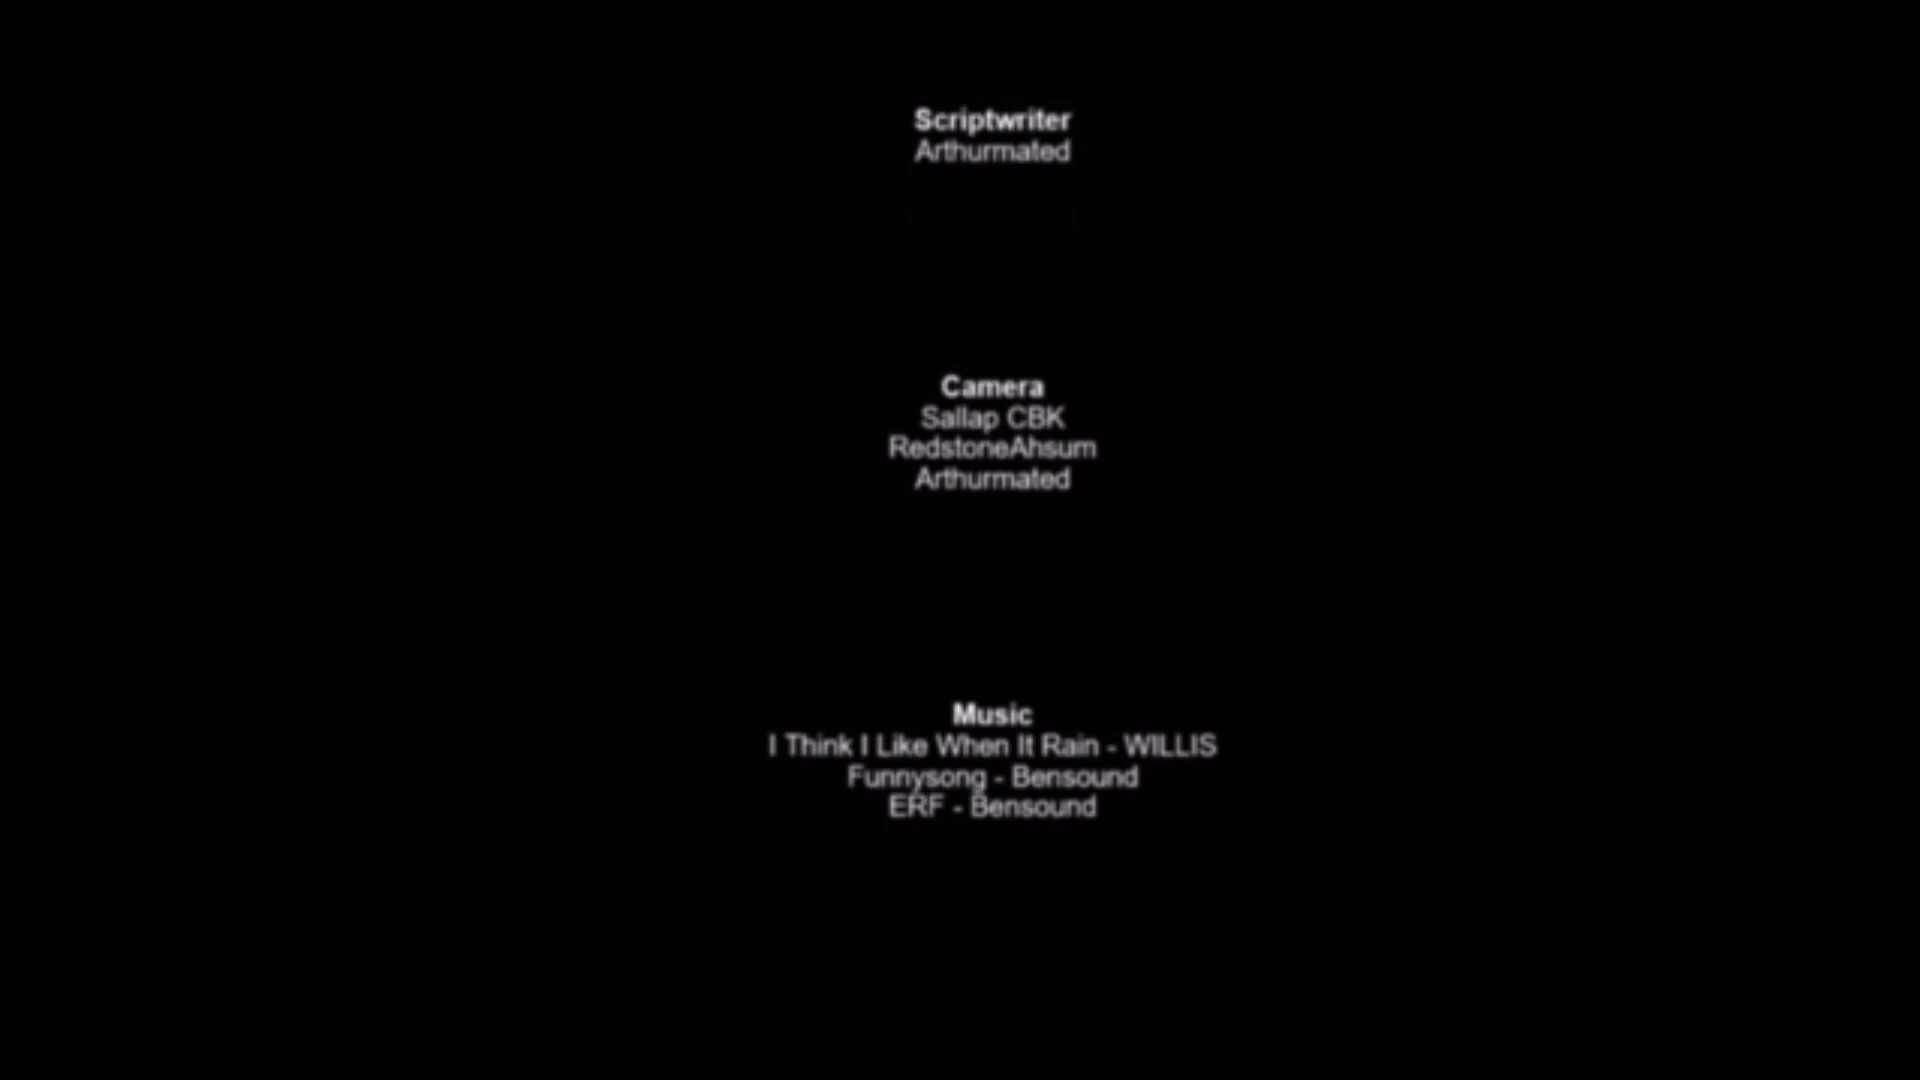 Scriptwriter
Arthurmated
Camera
Sallap CBK
RedstoneAhsum
Arthurmated
Music
I Think I Like When It Rain - WILLIS
Funnysong - Bensound
ERF - Bensound